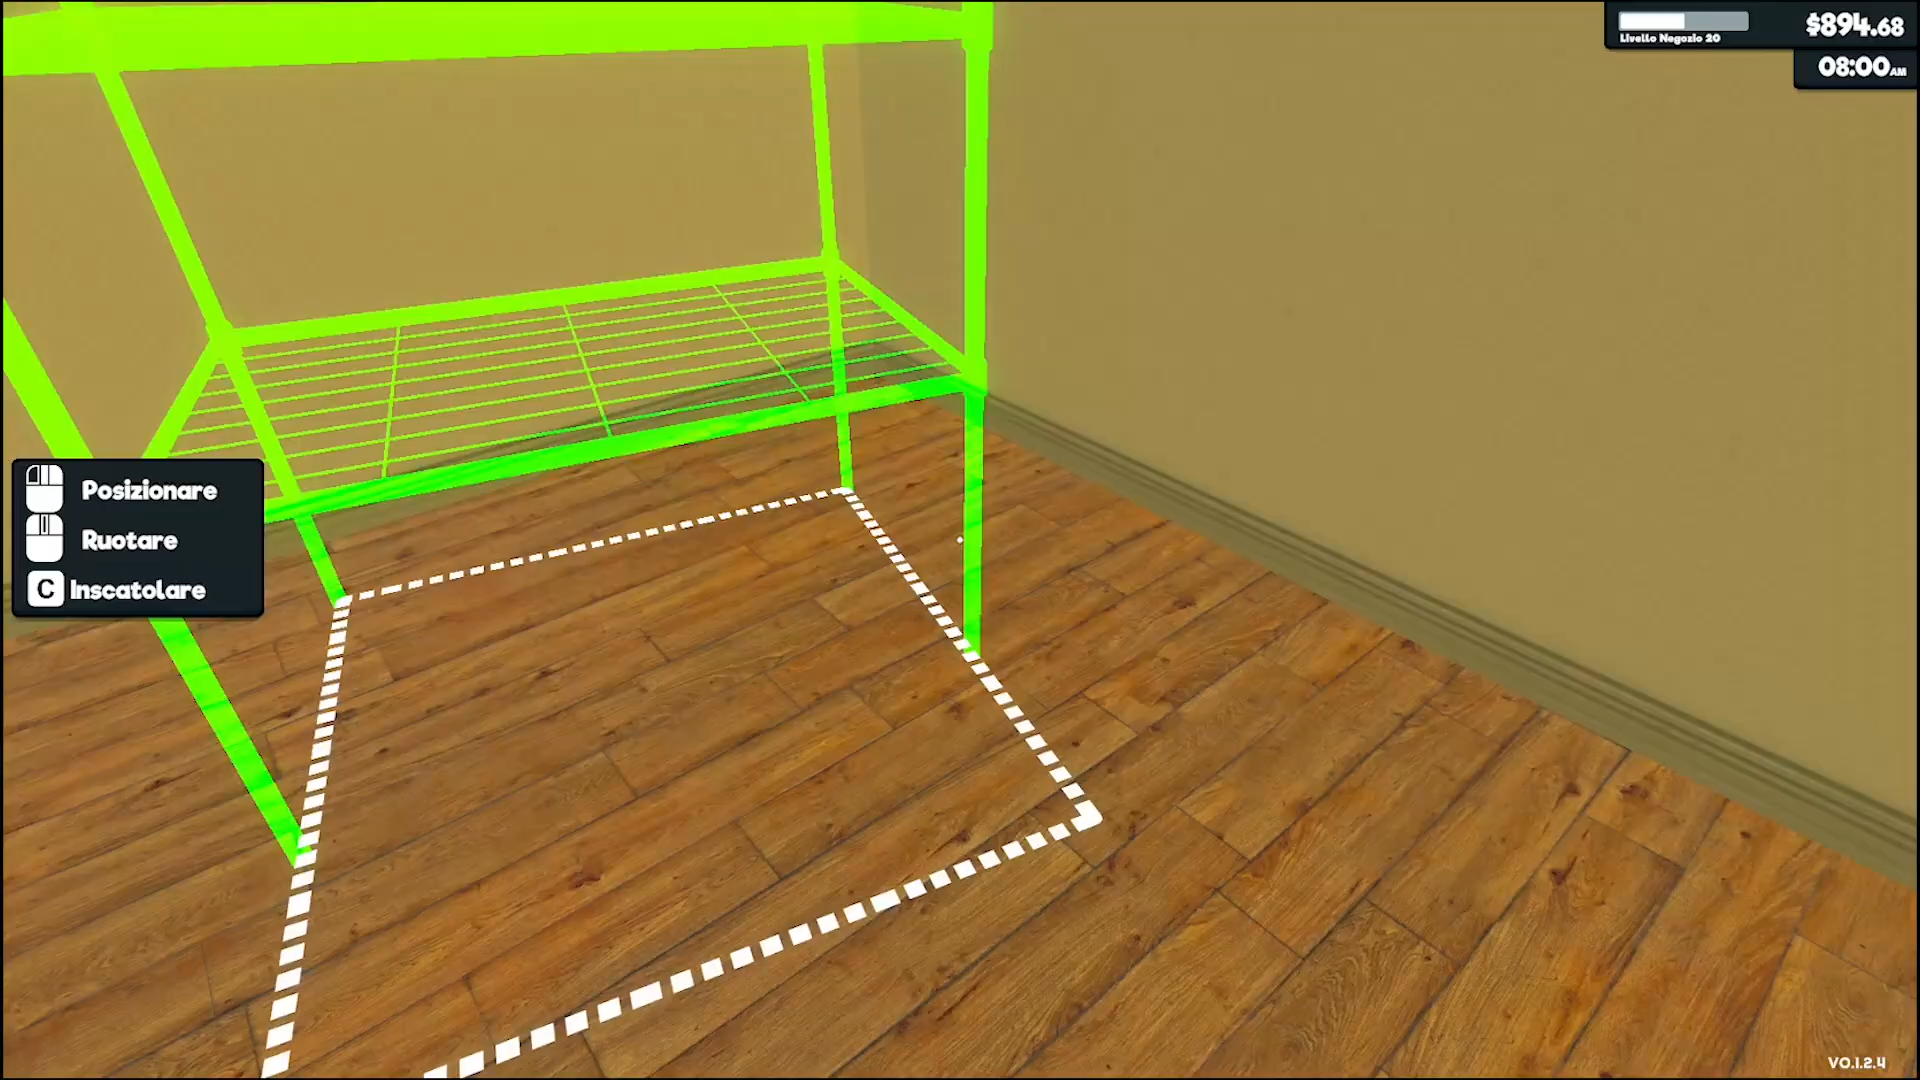 $894.68
Livello Negozio 20
08:00AM
Posizionare
Ruotare
C Inscatolare
V0.1.2.4